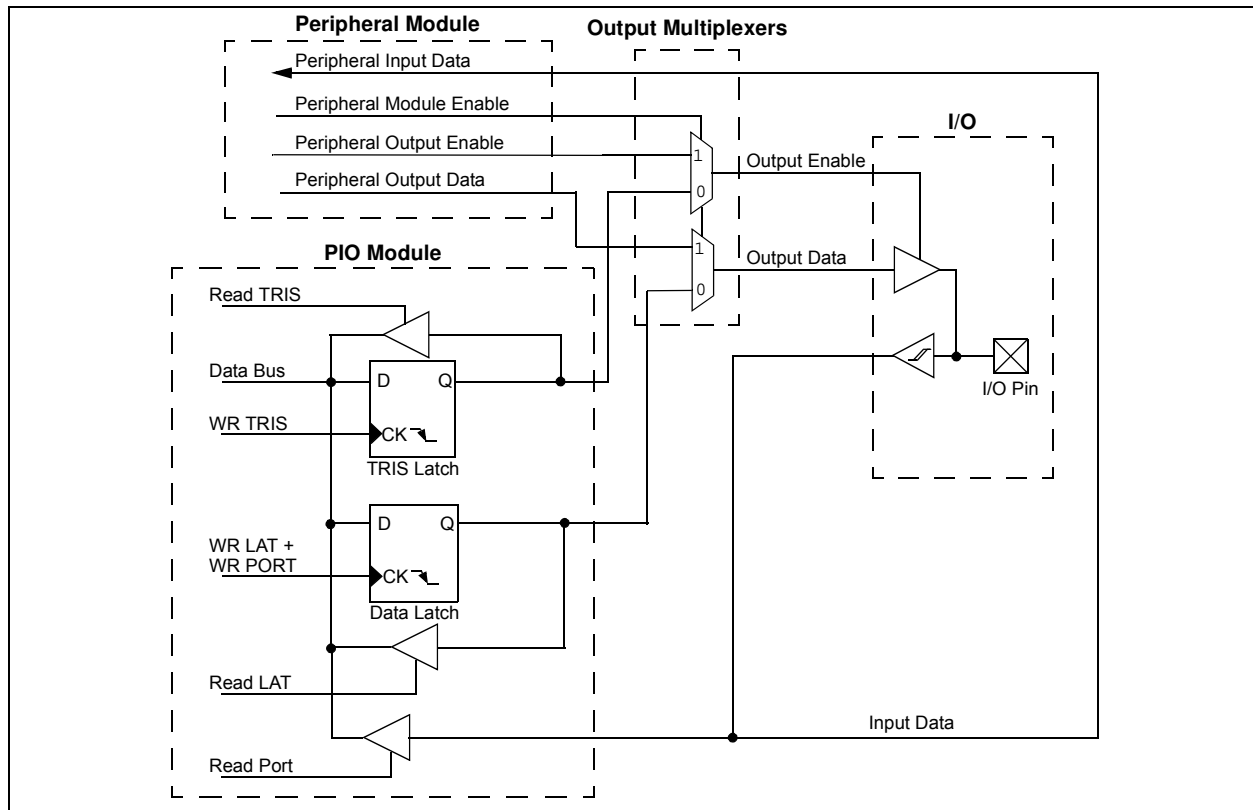 Peripheral Module
Output Multiplexers
Peripheral Input Data
Peripheral Module Enable
I/O
Peripheral Output Enable
1
Output Enable
Peripheral Output Data
0
PIO Module
1
Output Data
0
Read TRIS
Data Bus
D
Q
I/O Pin
WR TRIS
CK
TRIS Latch
D
Q
WR LAT +
WR PORT
CK
Data Latch
Read LAT
Input Data
Read Port